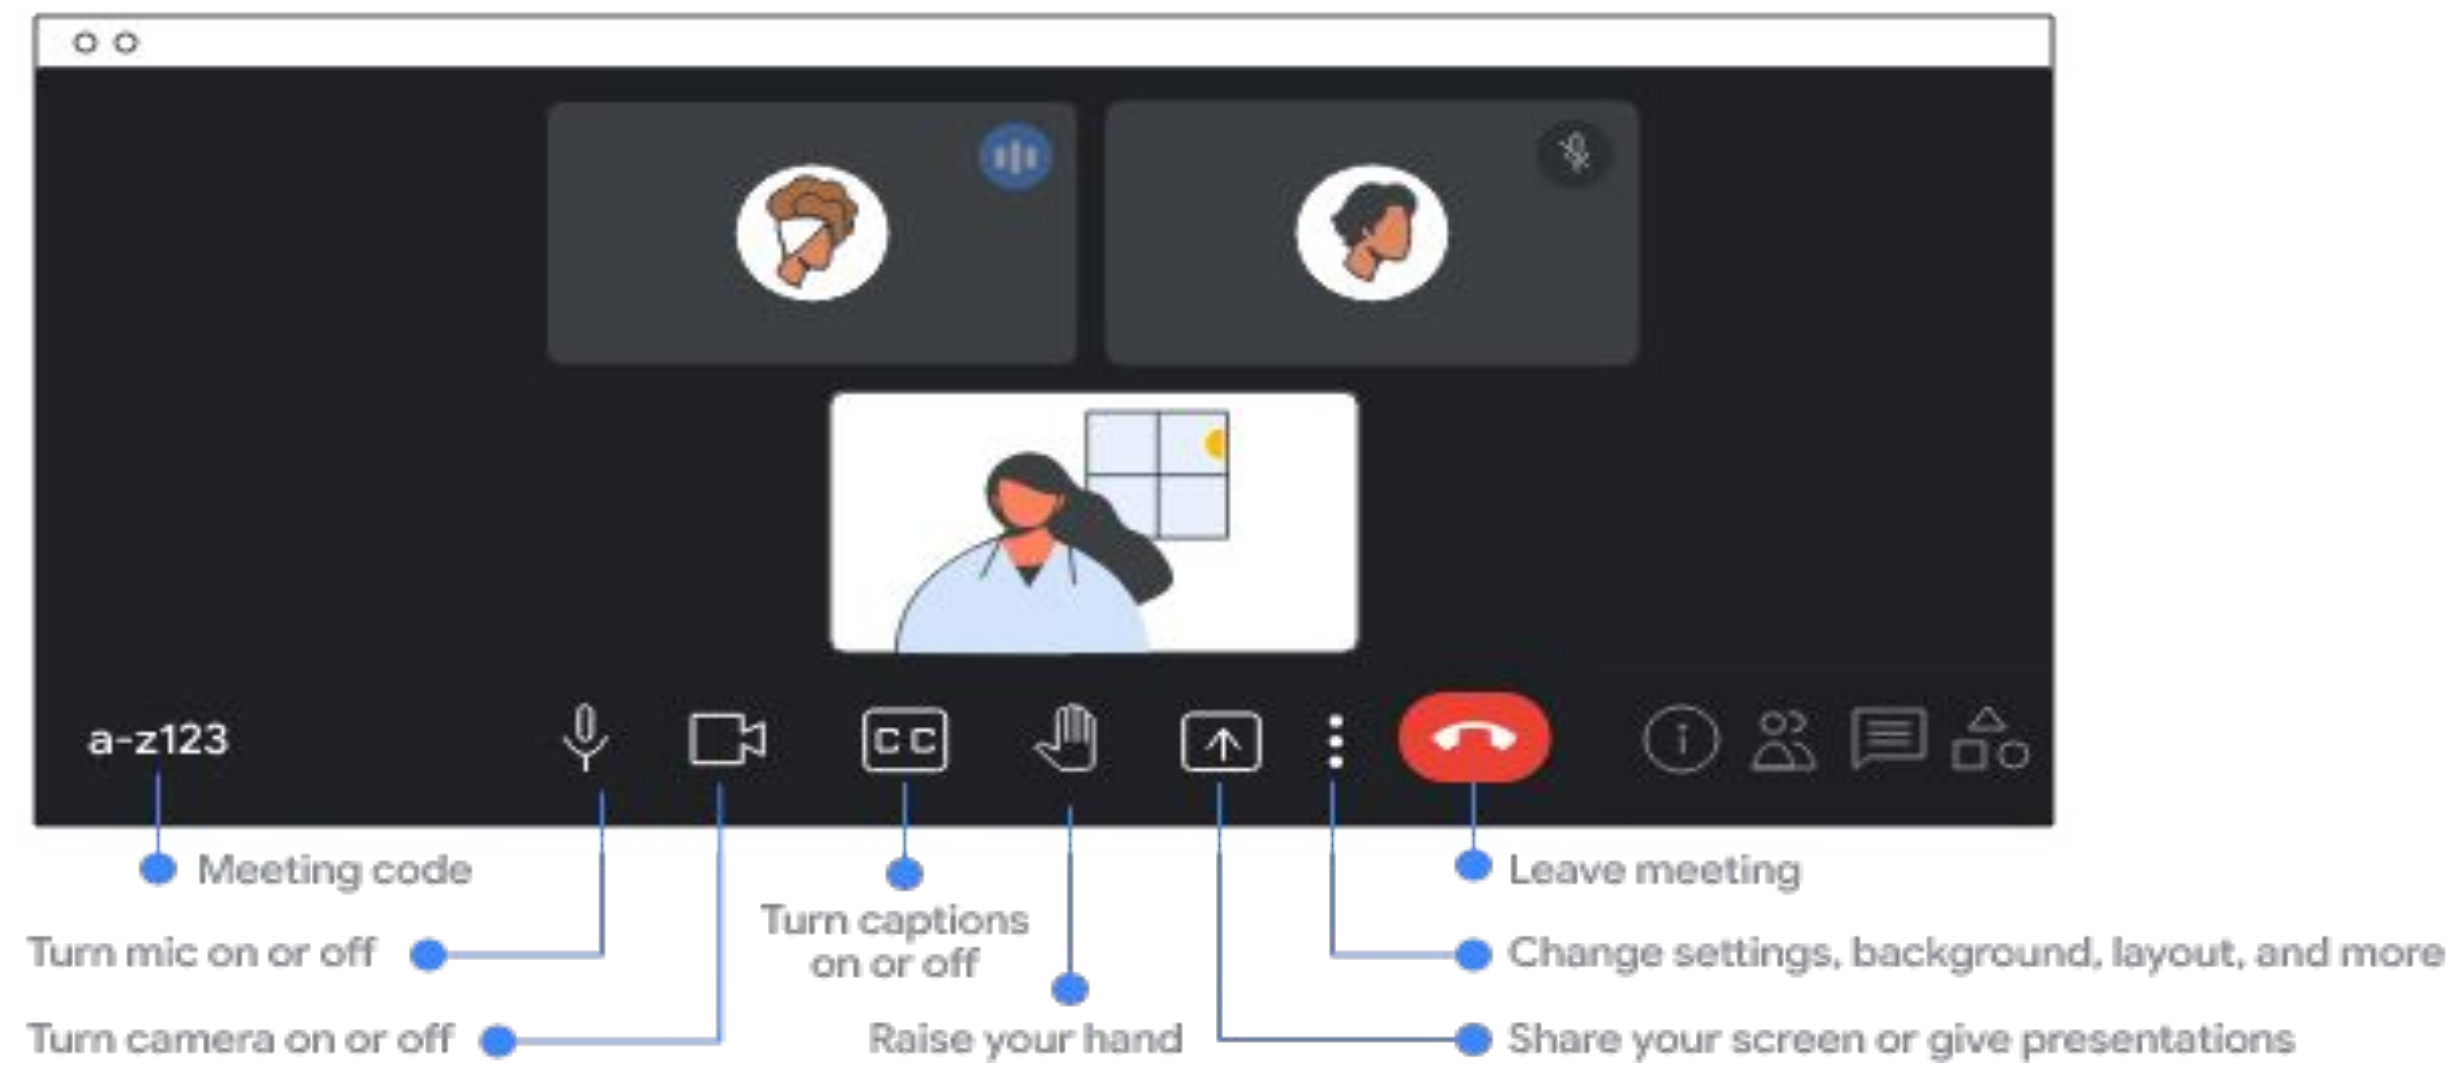 a-z123
CC
Meeting code
Leave meeting
Turn mic on or off
Turn captions
on or off
Change settings, background, layout, and more
Turn camera on or off
Raise your hand
Share your screen or give presentations